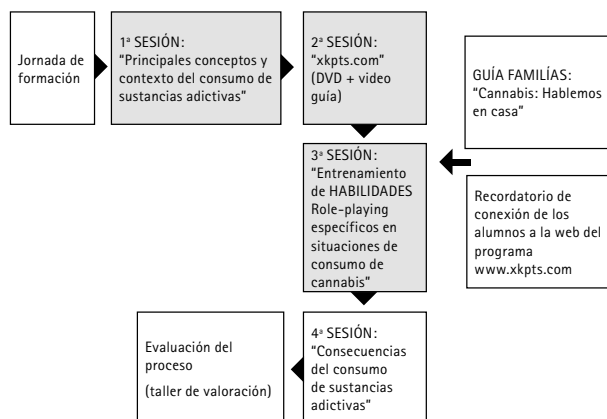 Jornada de
formación
1ª SESIÓN:
"Principales conceptos y
contexto del consumo de
sustancias adictivas"
2ª SESIÓN:
"xkpts.com"
(DVD + video
guía)
GUÍA FAMILÍAS:
"Cannabis: Hablemos
en casa"
3ª SESIÓN:
"Entrenamiento
de HABILIDADES
Role-playing
específicos en
situaciones de
consumo de
cannabis"
Recordatorio de
conexión de los
alumnos a la web del
programa
www.xkpts.com
4ª SESIÓN:
"Consecuencias
del consumo
de sustancias
adictivas"
Evaluación del
proceso
(taller de valoración)